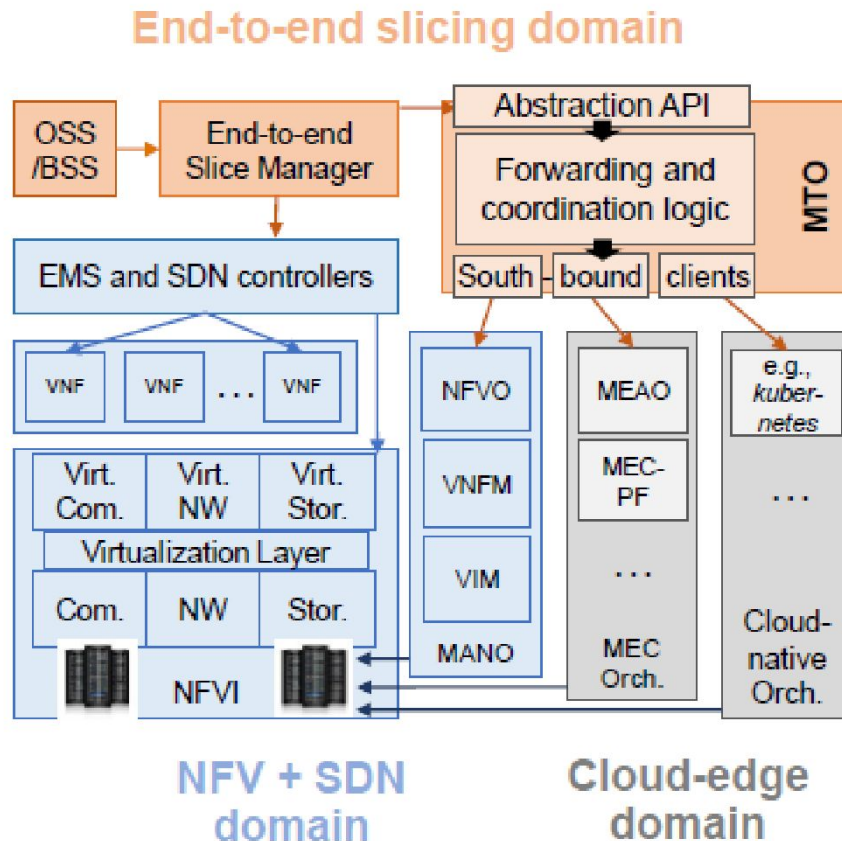 End-to-end slicing domain
OSS
/BSS
End-to-end
Slice Manager
Abstraction API
Forwarding and
coordination logic
MTO
South - bound clients
EMS and SDN controllers
VNF VNF ... VNF
Virt.
Com.
Virt.
NW
Virt.
Stor.
Virtualization Layer
Com. NW Stor.
NFVI
NFVO
VNFM
VIM
MANO
MEAO
MEC-
PF
...
MEC
Orch.
e.g.,
kuber-
netes
...
Cloud-
native
Orch.
NFV + SDN
domain
Cloud-edge
domain